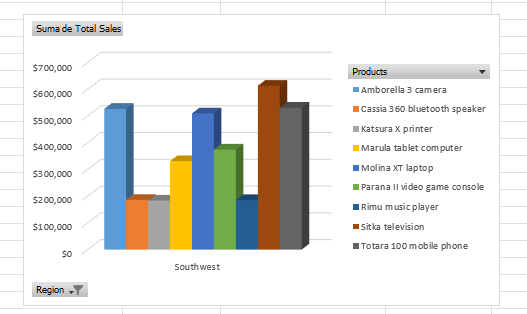 Suma de Total Sales
$700,000
$600,000
$500,000
$400,000
$300,000
$200,000
$100,000
$0
Southwest
Products
Amborella 3 camera
Cassia 360 bluetooth speaker
Katsura X printer
Marula tablet computer
Molina XT laptop
Parana II video game console
Rimu music player
Sitka television
Totara 100 mobile phone
Region